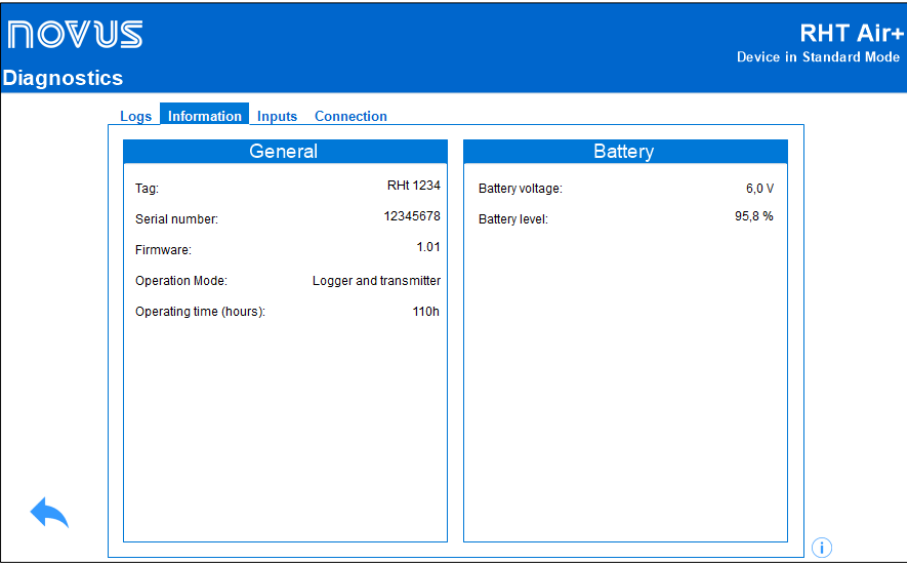 novus
RHT Air+
Device in Standard Mode
Diagnostics
Logs Information Inputs Connection
General
Tag: RHt 1234
Serial number: 12345678
Firmware: 1.01
Operation Mode: Logger and transmitter
Operating time (hours): 110h
Battery
Battery voltage: 6,0 V
Battery level: 95,8 %
i